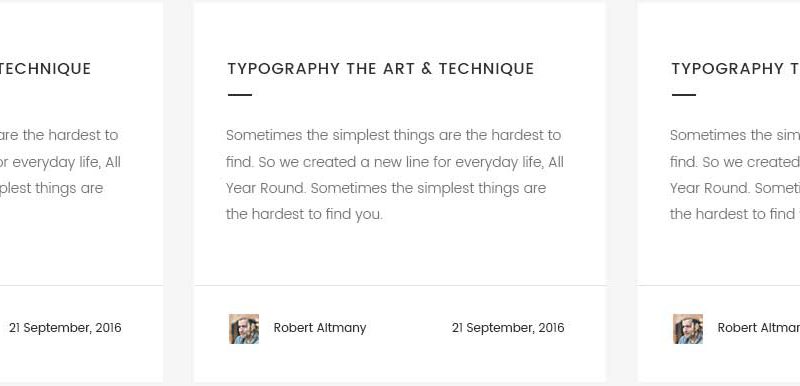 TECHNIQUE
are the hardest to
for everyday life, All
plest things are
21 September, 2016
TYPOGRAPHY THE ART & TECHNIQUE
Sometimes the simplest things are the hardest to
find. So we created a new line for everyday life, All
Year Round. Sometimes the simplest things are
the hardest to find you.
Robert Altmany
21 September, 2016
TYPOGRAPHY T
Sometimes the sim
find. So we created
Year Round. Someti
the hardest to find
Robert Altman